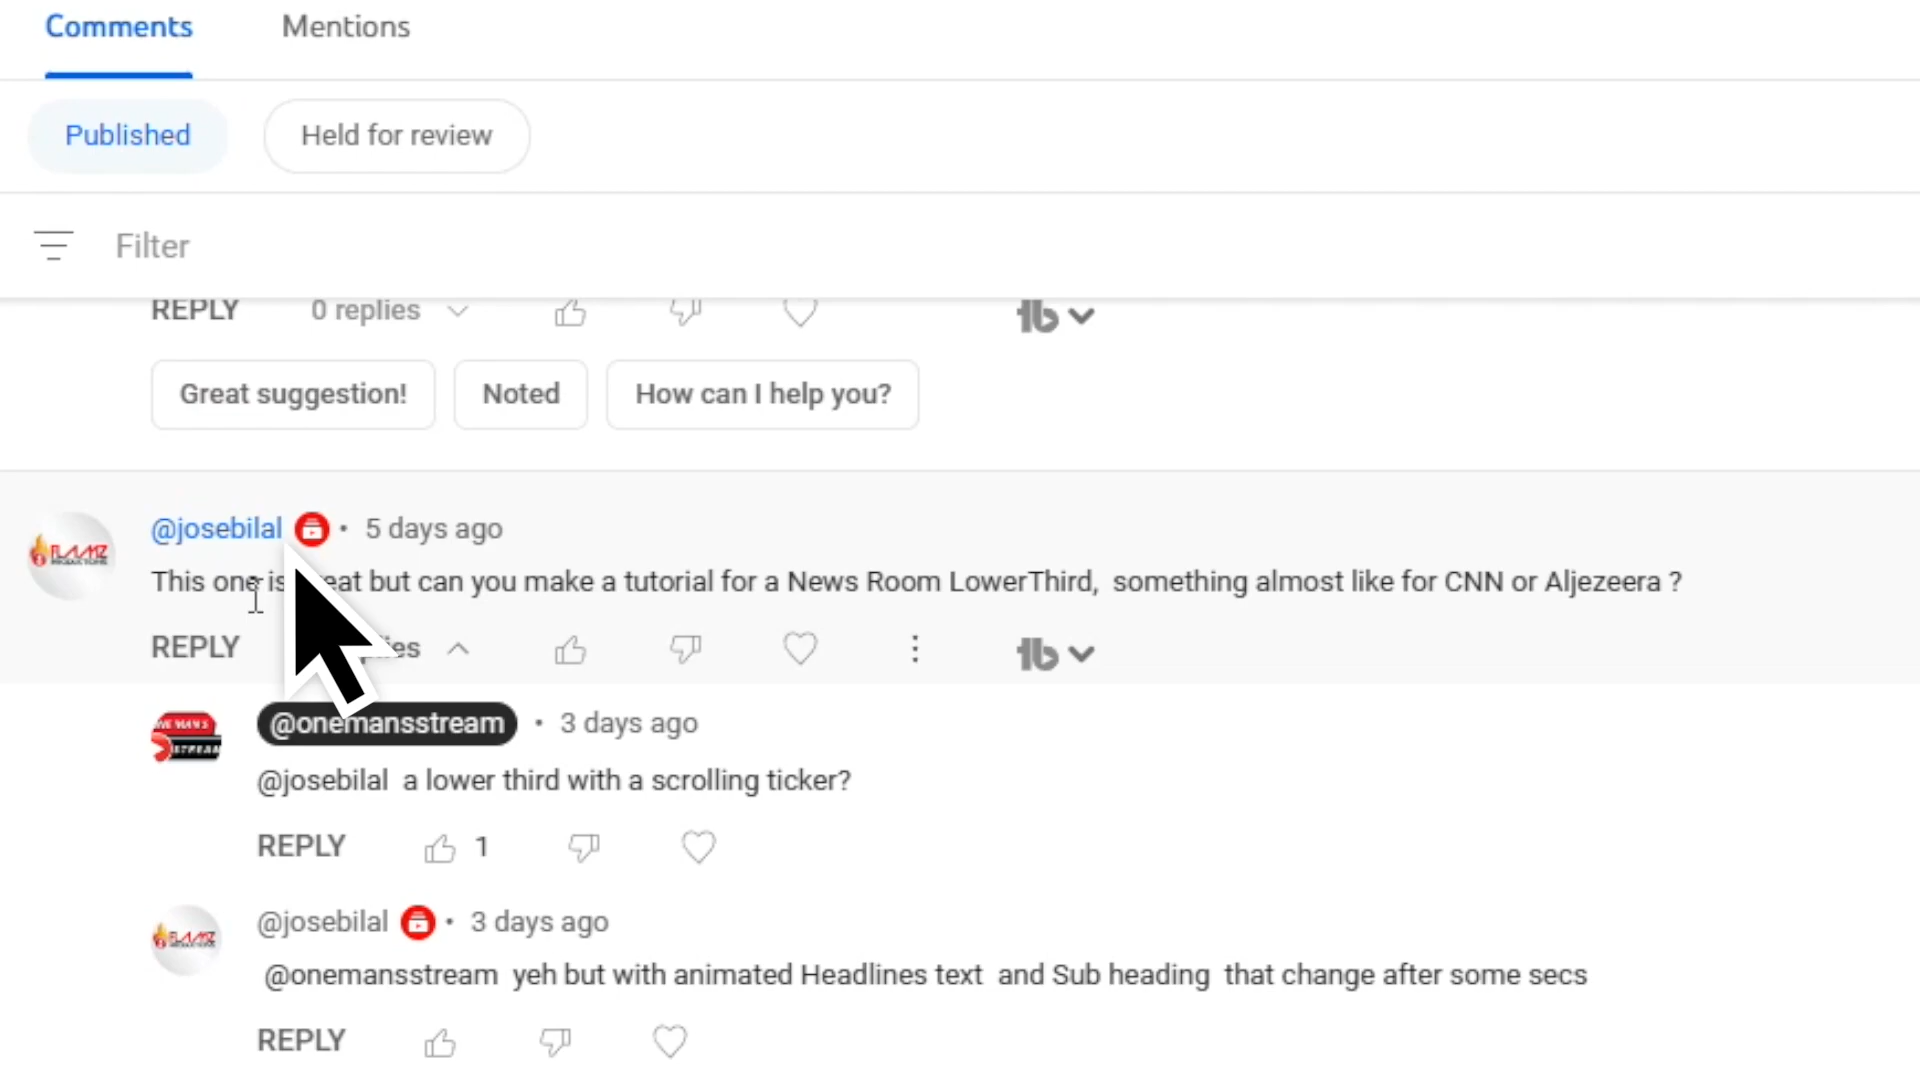 Comments Mentions
Published Held for review
Filter
REPLY 0 replies
Great suggestion! Noted How can I help you?
@josebilal • 5 days ago
This one is but can you make a tutorial for a News Room LowerThird, something almost like for CNN or Aljezeera ?
REPLY
@onemansstream • 3 days ago
@josebilal a lower third with a scrolling ticker?
REPLY 1
@josebilal • 3 days ago
@onemansstream yeh but with animated Headlines text and Sub heading that change after some secs
REPLY